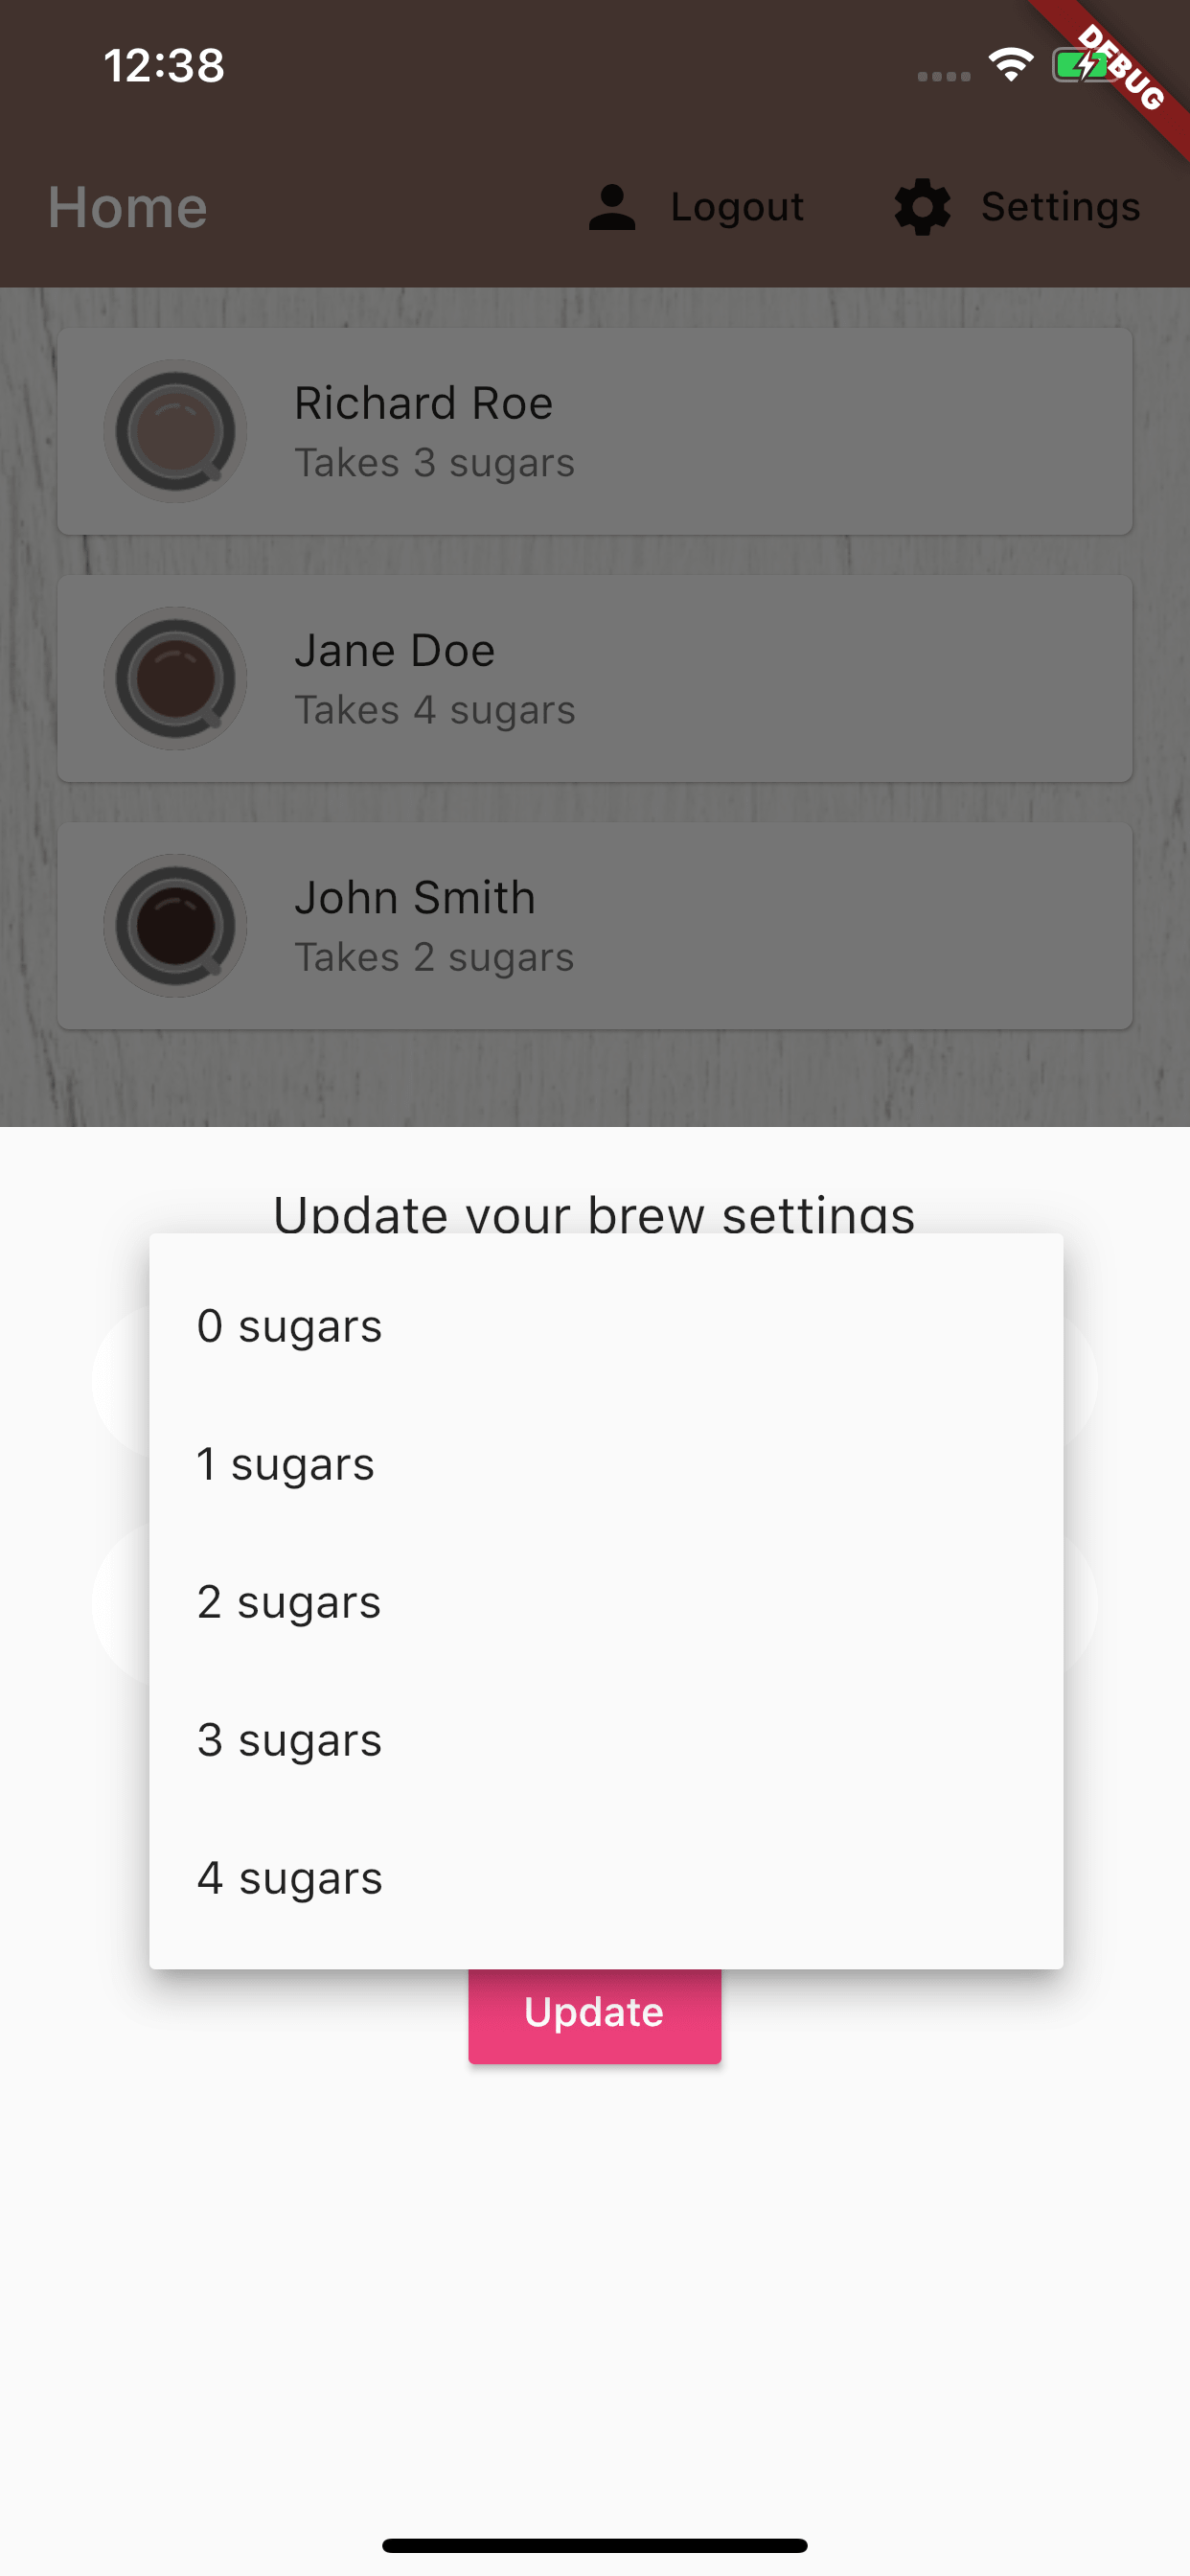 12:38
DEBUG
Home
Logout
Settings
Richard Roe
Takes 3 sugars
Jane Doe
Takes 4 sugars
John Smith
Takes 2 sugars
Update your brew settings
0 sugars
1 sugars
2 sugars
3 sugars
4 sugars
Update